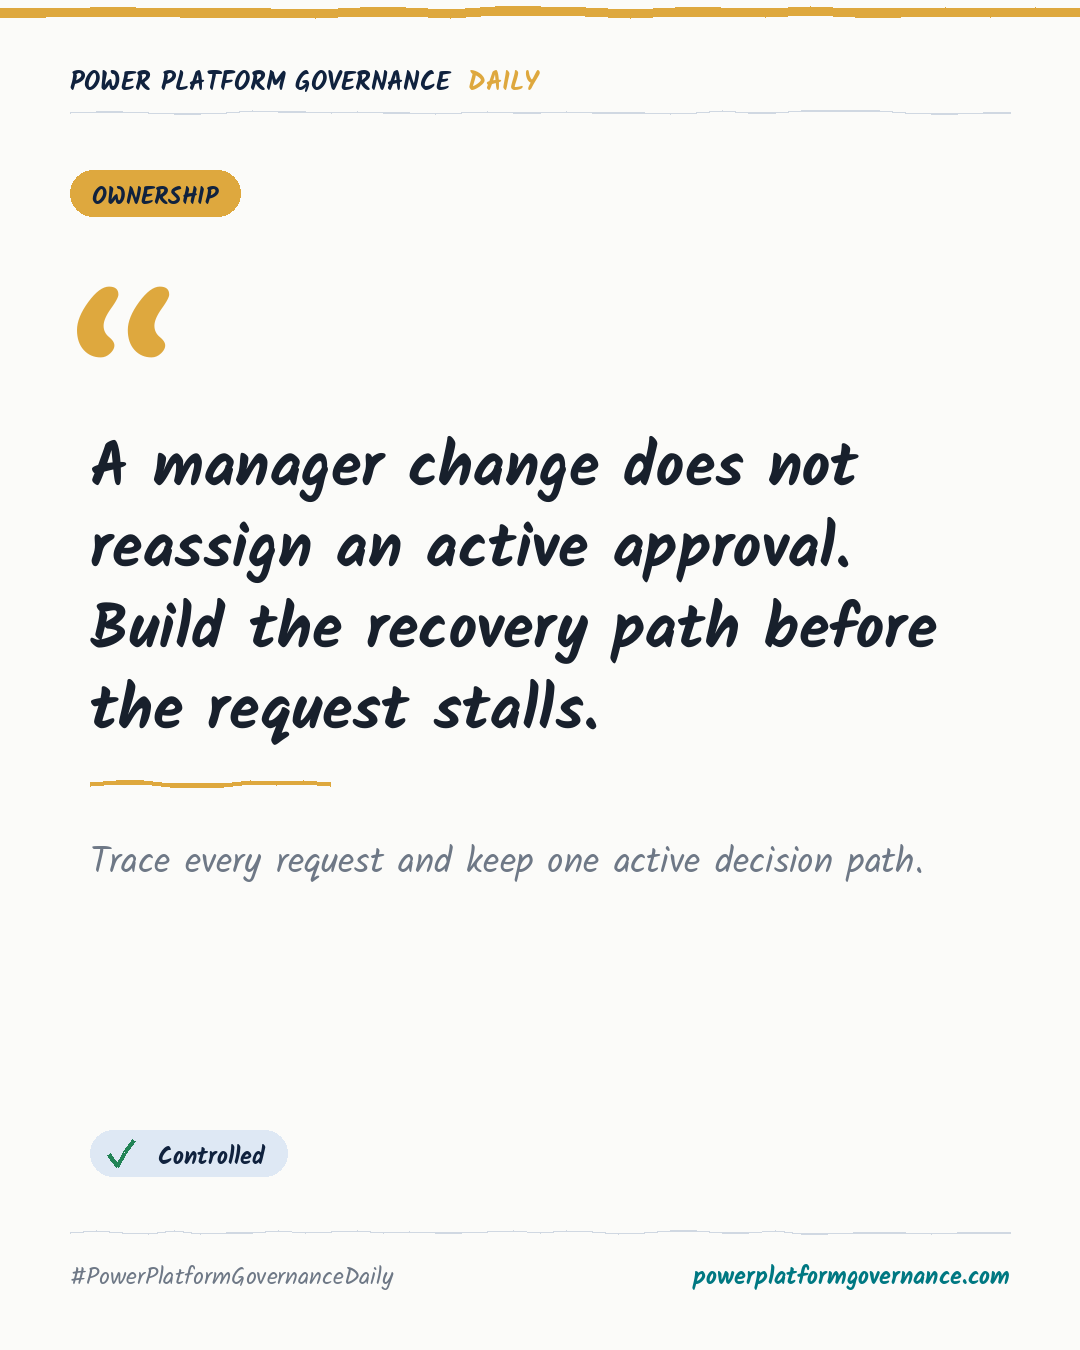 POWER PLATFORM GOVERNANCE DAILY
OWNERSHIP
“
A manager change does not
reassign an active approval.
Build the recovery path before
the request stalls.
Trace every request and keep one active decision path.
✓ Controlled
#PowerPlatformGovernanceDaily
powerplatformgovernance.com